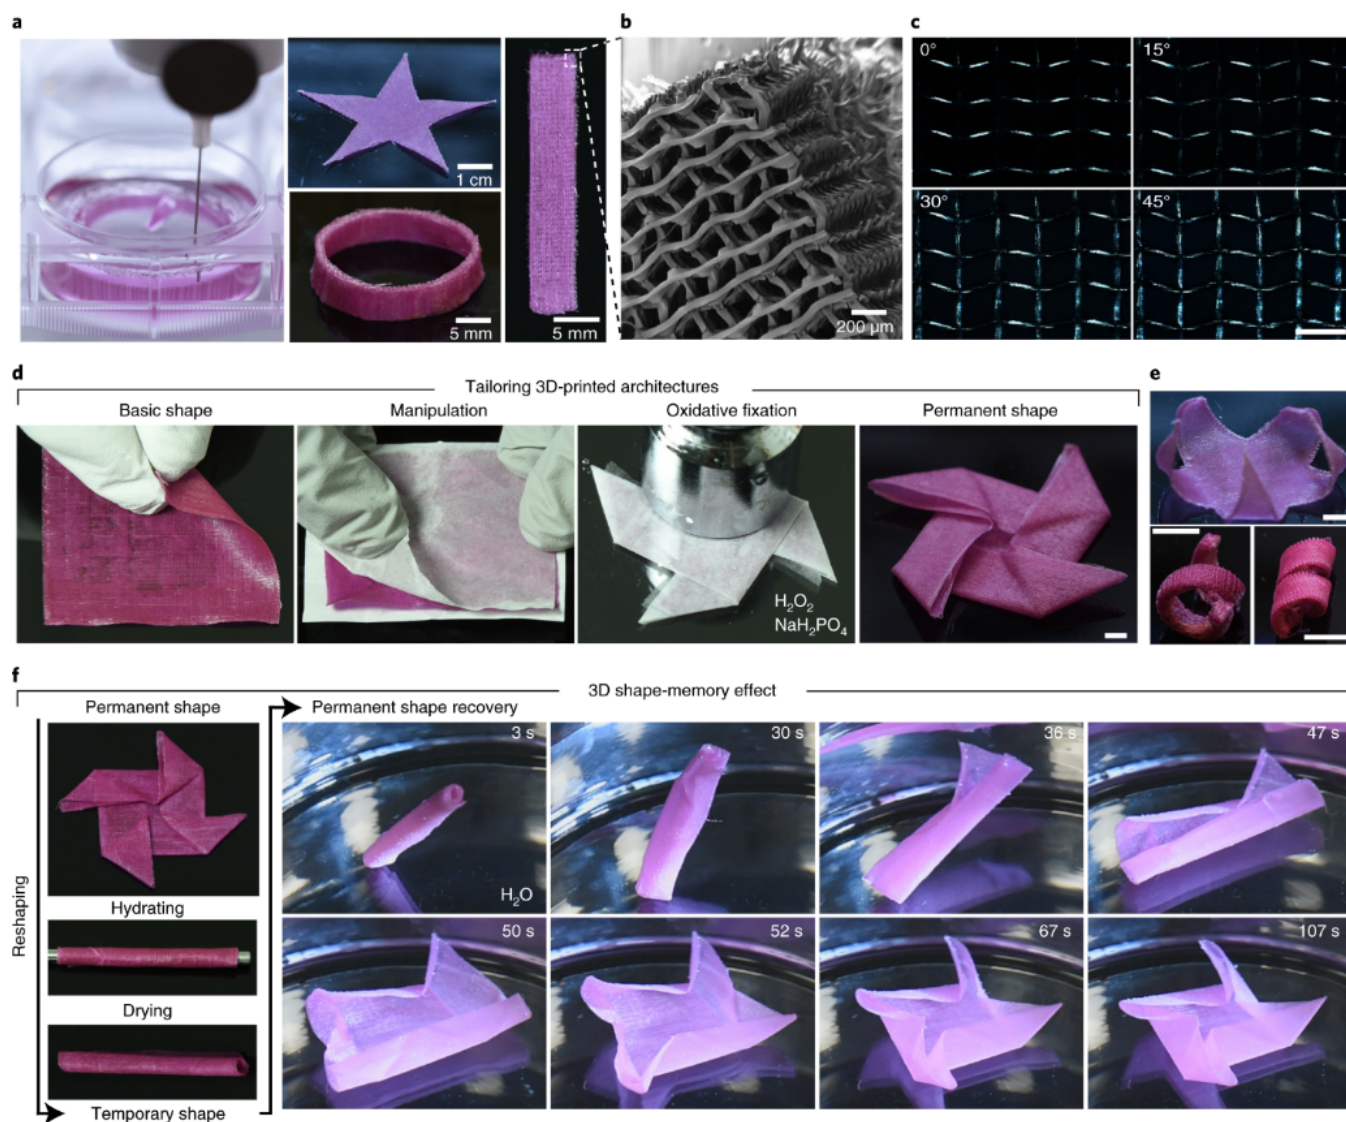 a
b
c
1 cm
5 mm
5 mm
200 µm
0°
15°
30°
45°
d
Tailoring 3D-printed architectures
Basic shape
Manipulation
Oxidative fixation
Permanent shape
H₂O₂
NaH₂PO₄
e
f
3D shape-memory effect
Permanent shape
Permanent shape recovery
Reshaping
Hydrating
Drying
Temporary shape
3 s
30 s
36 s
47 s
H₂O
50 s
52 s
67 s
107 s